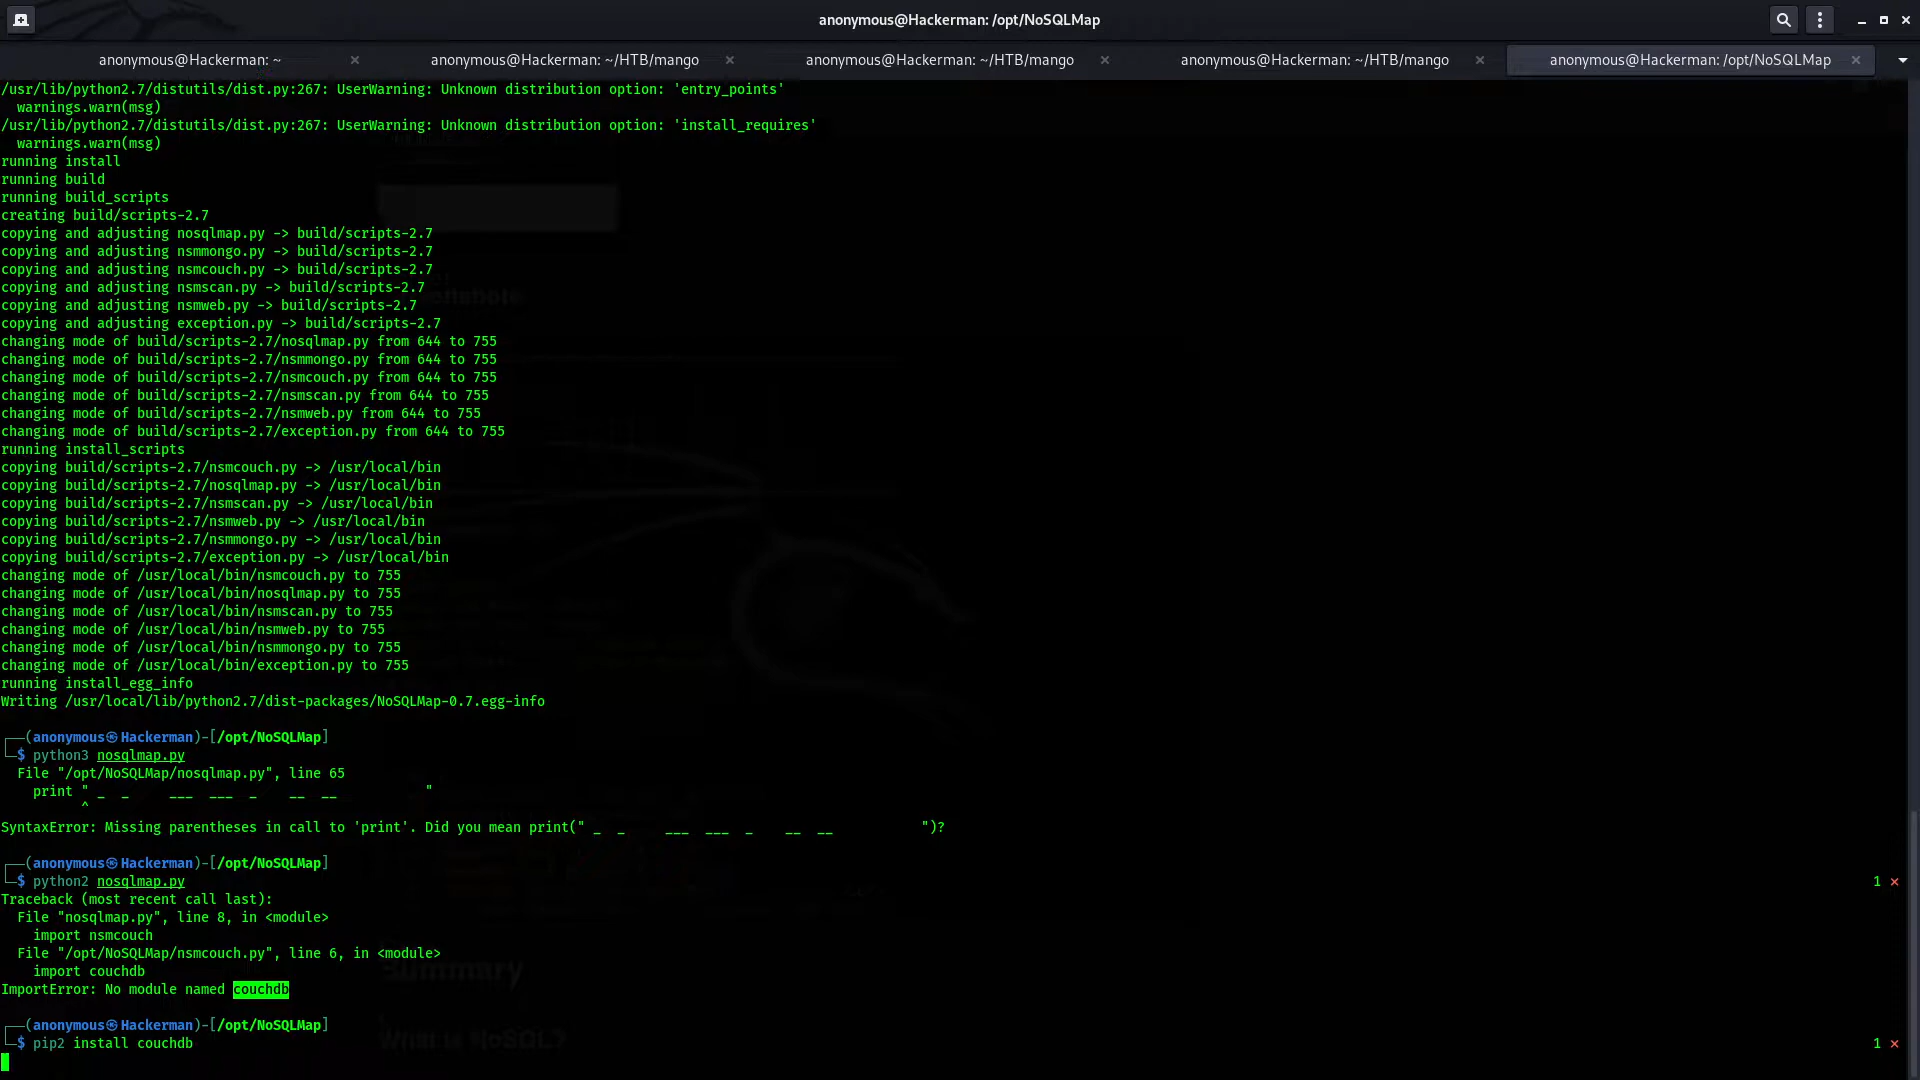 anonymous@Hackerman: /opt/NoSQLMap
anonymous@Hackerman: ~
anonymous@Hackerman: ~/HTB/mango
anonymous@Hackerman: ~/HTB/mango
anonymous@Hackerman: ~/HTB/mango
anonymous@Hackerman: /opt/NoSQLMap
/usr/lib/python2.7/distutils/dist.py:267: UserWarning: Unknown distribution option: 'entry_points'
  warnings.warn(msg)
/usr/lib/python2.7/distutils/dist.py:267: UserWarning: Unknown distribution option: 'install_requires'
  warnings.warn(msg)
running install
running build
running build_scripts
creating build/scripts-2.7
copying and adjusting nosqlmap.py -> build/scripts-2.7
copying and adjusting nsmmongo.py -> build/scripts-2.7
copying and adjusting nsmcouch.py -> build/scripts-2.7
copying and adjusting nsmscan.py -> build/scripts-2.7
copying and adjusting nsmweb.py -> build/scripts-2.7
copying and adjusting exception.py -> build/scripts-2.7
changing mode of build/scripts-2.7/nosqlmap.py from 644 to 755
changing mode of build/scripts-2.7/nsmmongo.py from 644 to 755
changing mode of build/scripts-2.7/nsmcouch.py from 644 to 755
changing mode of build/scripts-2.7/nsmscan.py from 644 to 755
changing mode of build/scripts-2.7/nsmweb.py from 644 to 755
changing mode of build/scripts-2.7/exception.py from 644 to 755
running install_scripts
copying build/scripts-2.7/nsmcouch.py -> /usr/local/bin
copying build/scripts-2.7/nosqlmap.py -> /usr/local/bin
copying build/scripts-2.7/nsmscan.py -> /usr/local/bin
copying build/scripts-2.7/nsmweb.py -> /usr/local/bin
copying build/scripts-2.7/nsmmongo.py -> /usr/local/bin
copying build/scripts-2.7/exception.py -> /usr/local/bin
changing mode of /usr/local/bin/nsmcouch.py to 755
changing mode of /usr/local/bin/nosqlmap.py to 755
changing mode of /usr/local/bin/nsmscan.py to 755
changing mode of /usr/local/bin/nsmweb.py to 755
changing mode of /usr/local/bin/nsmmongo.py to 755
changing mode of /usr/local/bin/exception.py to 755
running install_egg_info
Writing /usr/local/lib/python2.7/dist-packages/NoSQLMap-0.7.egg-info
┌──(anonymous㉿Hackerman)-[/opt/NoSQLMap]
└─$ python3 nosqlmap.py
  File "/opt/NoSQLMap/nosqlmap.py", line 65
    print " _  _     ___  ___  _    __  __           "
          ^
SyntaxError: Missing parentheses in call to 'print'. Did you mean print(" _  _     ___  ___  _    __  __           ")?
┌──(anonymous㉿Hackerman)-[/opt/NoSQLMap]
└─$ python2 nosqlmap.py 1 ⨯
Traceback (most recent call last):
  File "nosqlmap.py", line 8, in <module>
    import nsmcouch
  File "/opt/NoSQLMap/nsmcouch.py", line 6, in <module>
    import couchdb
ImportError: No module named couchdb
┌──(anonymous㉿Hackerman)-[/opt/NoSQLMap]
└─$ pip2 install couchdb 1 ⨯
Summary
What is NoSQL?